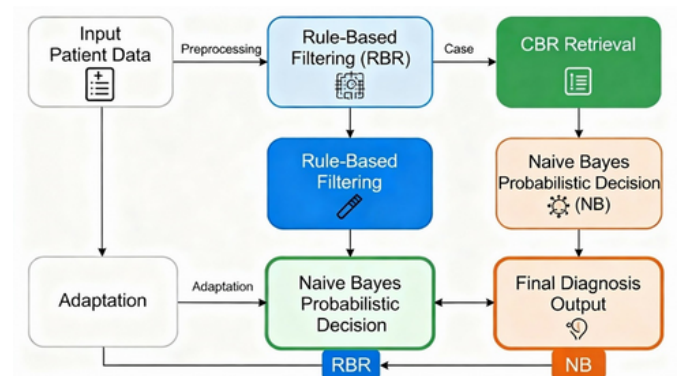 Input
Patient Data
Preprocessing
Rule-Based
Filtering (RBR)
Case
CBR Retrieval
Rule-Based
Filtering
Naive Bayes
Probabilistic Decision
(NB)
Adaptation
Adaptation
Naive Bayes
Probabilistic
Decision
Final Diagnosis
Output
RBR
NB